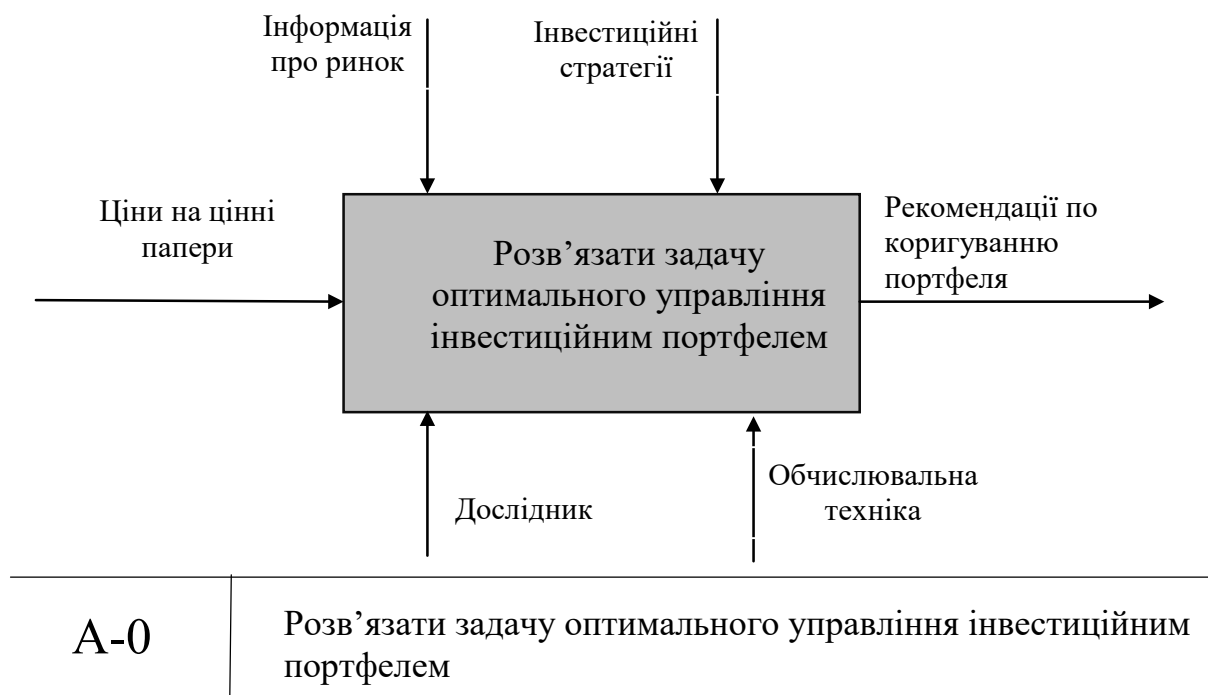 Інформація
про ринок
Інвестиційні
стратегії
Ціни на цінні
папери
Розв’язати задачу
оптимального управління
інвестиційним портфелем
Рекомендації по
коригуванню
портфеля
Дослідник
Обчислювальна
техніка
А-0
Розв’язати задачу оптимального управління інвестиційним
портфелем